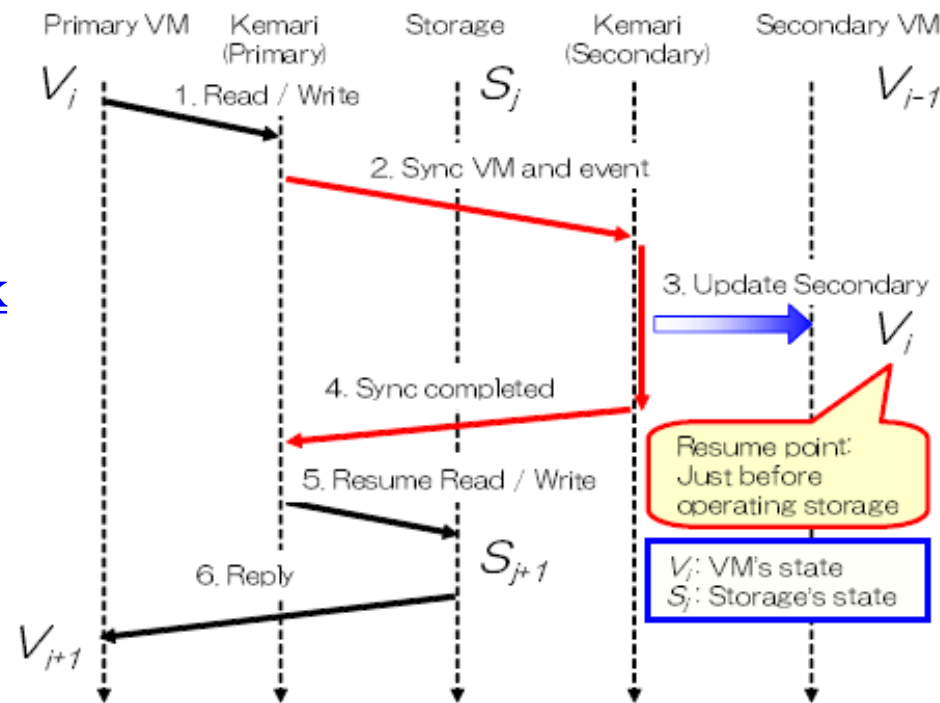 Primary VM Kemari Storage Kemari Secondary VM
(Primary) (Secondary)
Vi Sj Vi-1
1. Read / Write
2. Sync VM and event
k
3. Update Secondary
Vi
4. Sync completed
Resume point:
Just before
operating storage
5. Resume Read / Write
Sj+1
6. Reply
Vi: VM's state
Sj: Storage's state
Vi+1